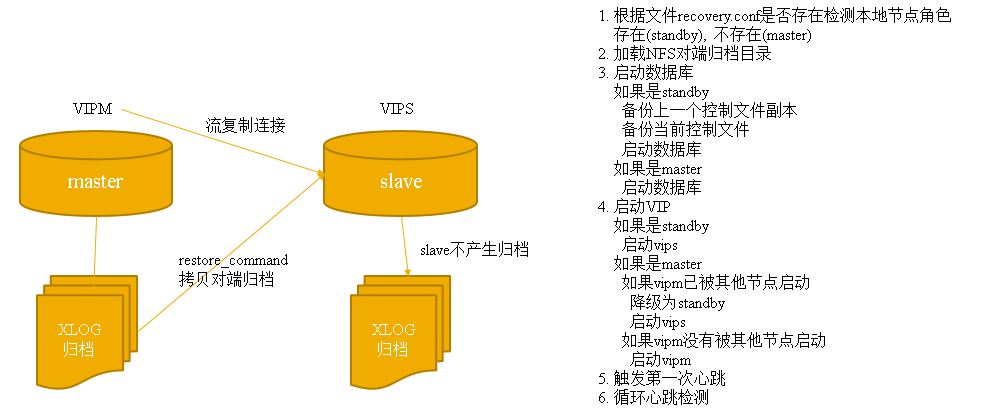 VIPM
VIPS
流复制连接
master
slave
restore_command
拷贝对端归档
slave不产生归档
XLOG
归档
XLOG
归档
1. 根据文件recovery.conf是否存在检测本地节点角色
存在(standby), 不存在(master)
2. 加载NFS对端归档目录
3. 启动数据库
如果是standby
备份上一个控制文件副本
备份当前控制文件
启动数据库
如果是master
启动数据库
4. 启动VIP
如果是standby
启动vips
如果是master
如果vipm已被其他节点启动
降级为standby
启动vips
如果vipm没有被其他节点启动
启动vipm
5. 触发第一次心跳
6. 循环心跳检测